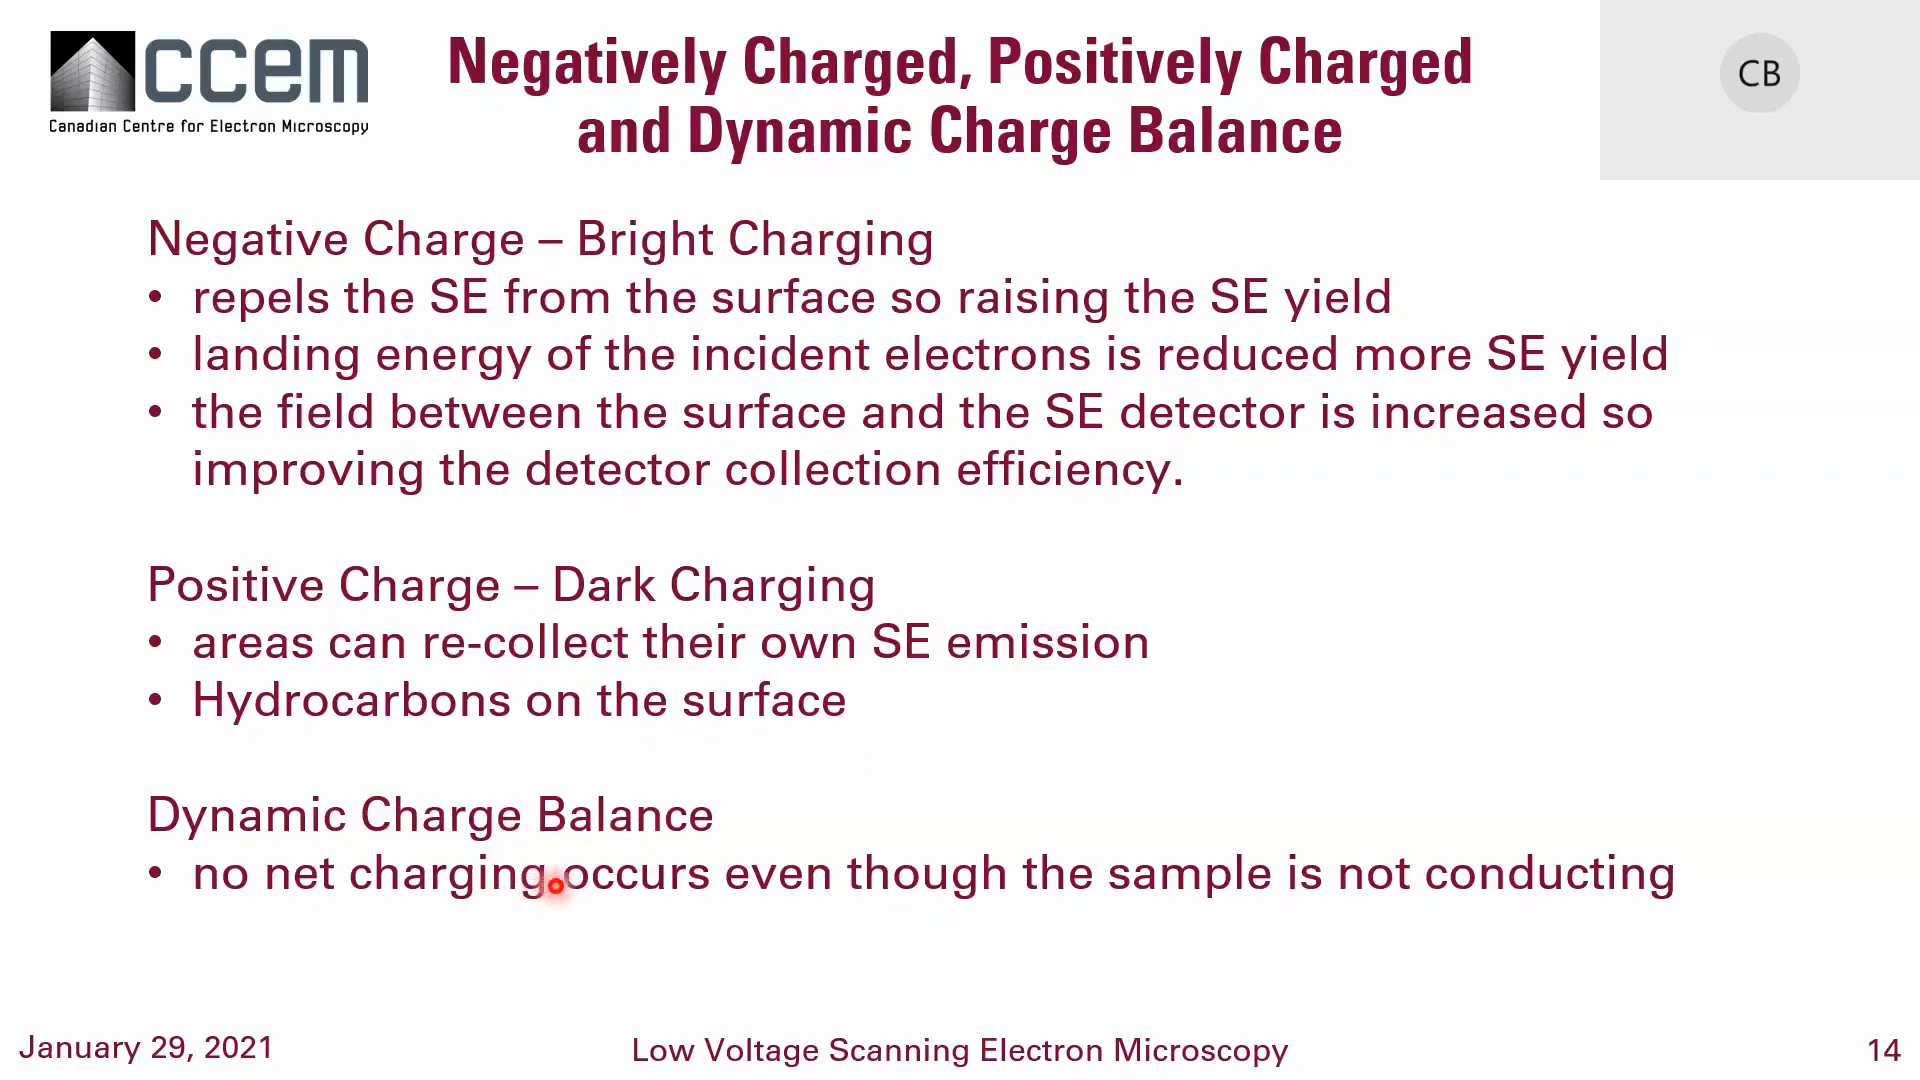 ccem
Canadian Centre for Electron Microscopy
Negatively Charged, Positively Charged
and Dynamic Charge Balance
CB
Negative Charge – Bright Charging
• repels the SE from the surface so raising the SE yield
• landing energy of the incident electrons is reduced more SE yield
• the field between the surface and the SE detector is increased so
improving the detector collection efficiency.
Positive Charge – Dark Charging
• areas can re-collect their own SE emission
• Hydrocarbons on the surface
Dynamic Charge Balance
• no net charging occurs even though the sample is not conducting
January 29, 2021
Low Voltage Scanning Electron Microscopy
14